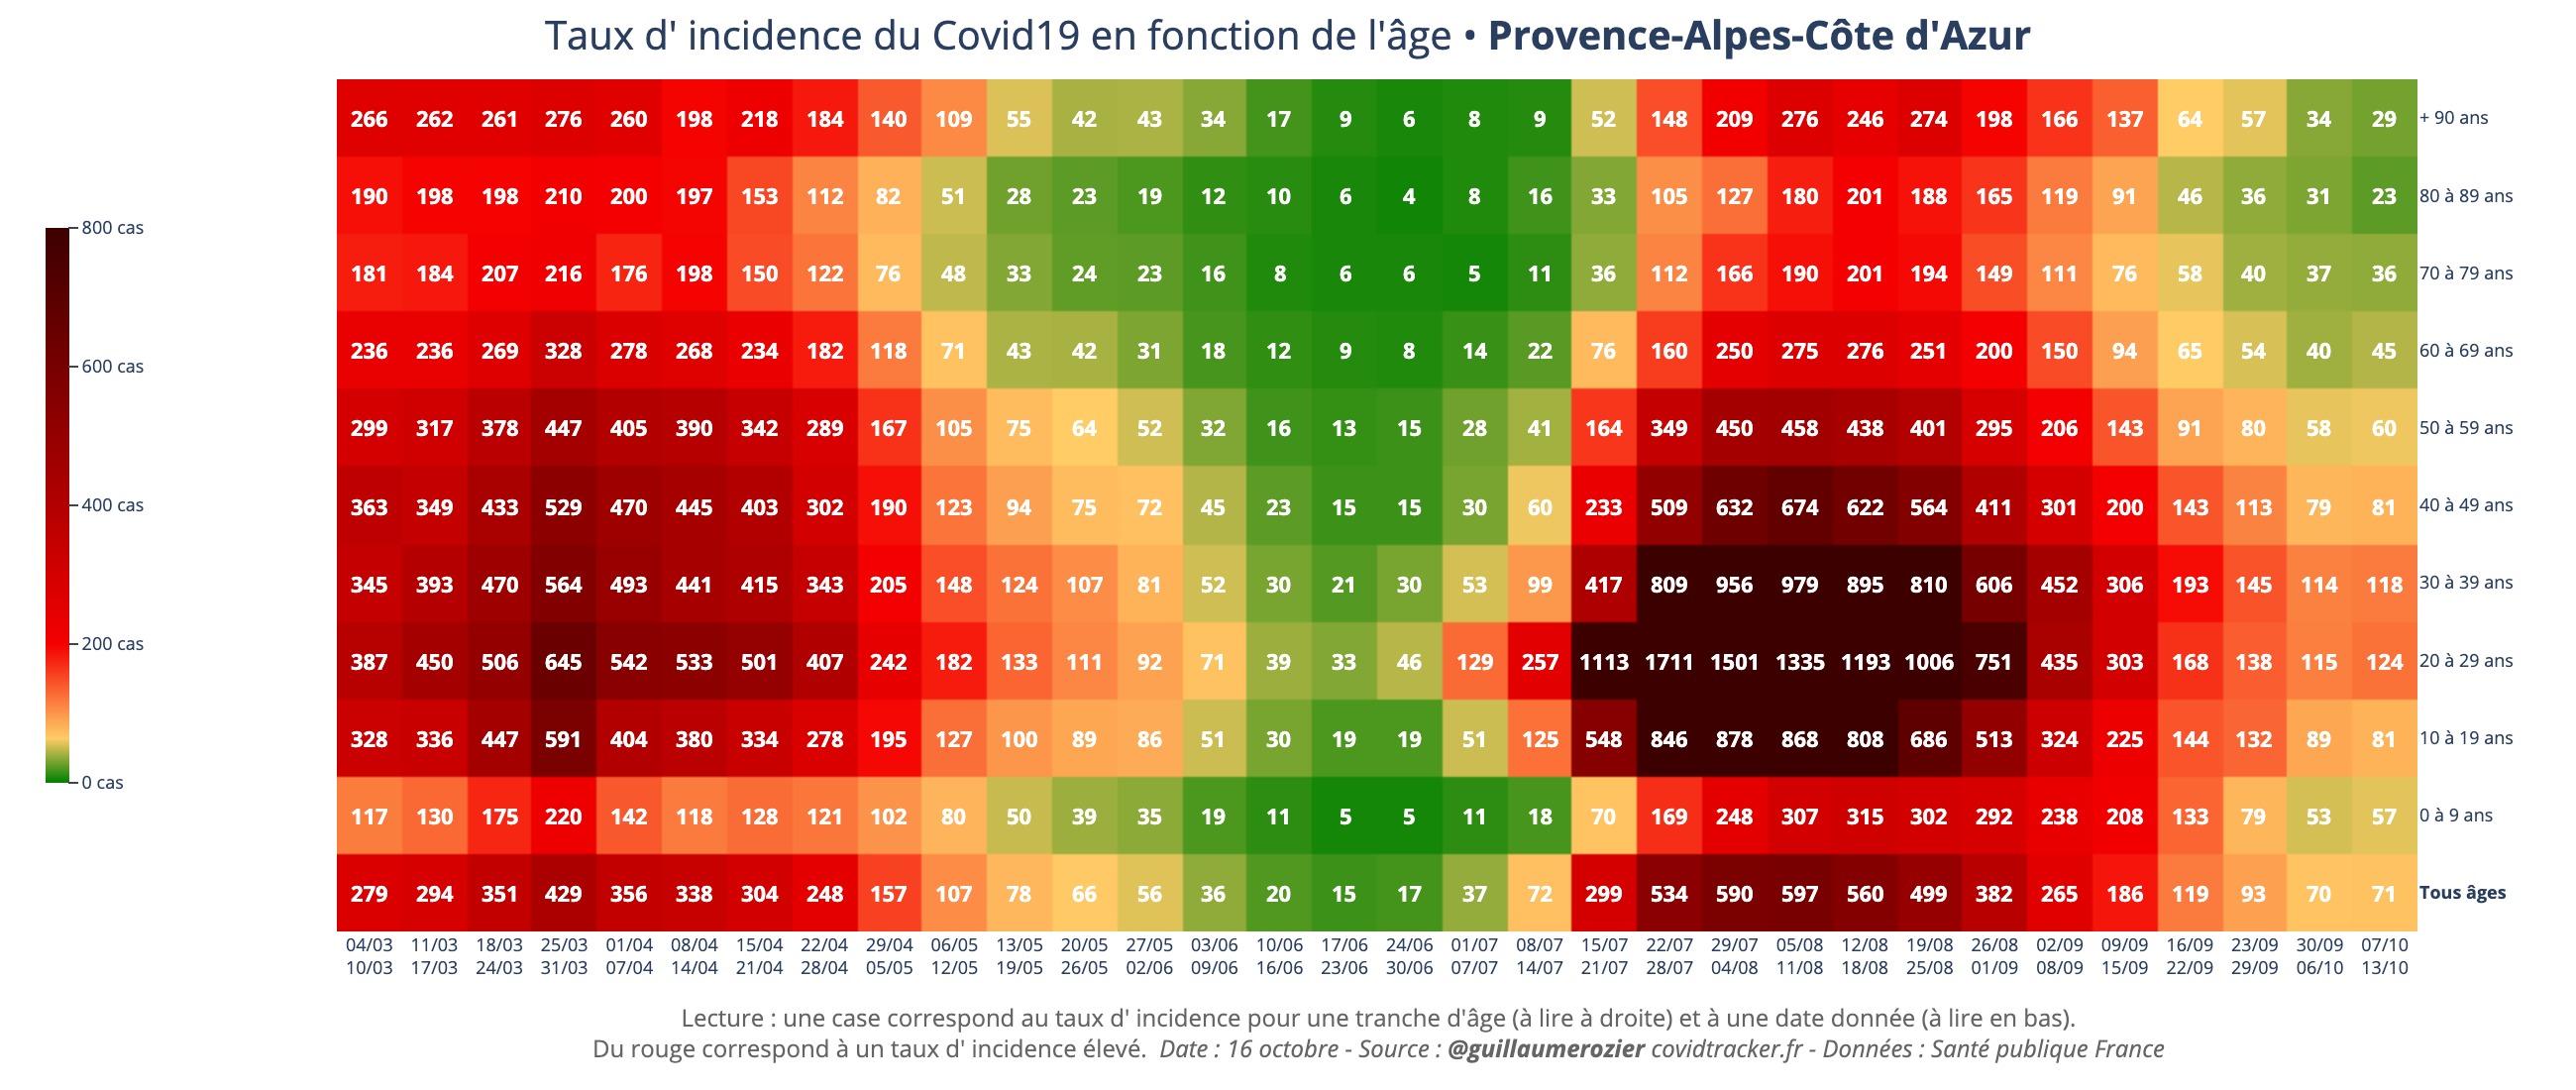 Taux d' incidence du Covid19 en fonction de l'âge • Provence-Alpes-Côte d'Azur
266 262 261 276 260 198 218 184 140 109 55 42 43 34 17 9 6 8 9 52 148 209 276 246 274 198 166 137 64 57 34 29 + 90 ans
190 198 198 210 200 197 153 112 82 51 28 23 19 12 10 6 4 8 16 33 105 127 180 201 188 165 119 91 46 36 31 23 80 à 89 ans
181 184 207 216 176 198 150 122 76 48 33 24 23 16 8 6 6 5 11 36 112 166 190 201 194 149 111 76 58 40 37 36 70 à 79 ans
236 236 269 328 278 268 234 182 118 71 43 42 31 18 12 9 8 14 22 76 160 250 275 276 251 200 150 94 65 54 40 45 60 à 69 ans
299 317 378 447 405 390 342 289 167 105 75 64 52 32 16 13 15 28 41 164 349 450 458 438 401 295 206 143 91 80 58 60 50 à 59 ans
363 349 433 529 470 445 403 302 190 123 94 75 72 45 23 15 15 30 60 233 509 632 674 622 564 411 301 200 143 113 79 81 40 à 49 ans
345 393 470 564 493 441 415 343 205 148 124 107 81 52 30 21 30 53 99 417 809 956 979 895 810 606 452 306 193 145 114 118 30 à 39 ans
387 450 506 645 542 533 501 407 242 182 133 111 92 71 39 33 46 129 257 1113 1711 1501 1335 1193 1006 751 435 303 168 138 115 124 20 à 29 ans
328 336 447 591 404 380 334 278 195 127 100 89 86 51 30 19 19 51 125 548 846 878 868 808 686 513 324 225 144 132 89 81 10 à 19 ans
117 130 175 220 142 118 128 121 102 80 50 39 35 19 11 5 5 11 18 70 169 248 307 315 302 292 238 208 133 79 53 57 0 à 9 ans
279 294 351 429 356 338 304 248 157 107 78 66 56 36 20 15 17 37 72 299 534 590 597 560 499 382 265 186 119 93 70 71 Tous âges
800 cas
600 cas
400 cas
200 cas
0 cas
04/03 11/03 18/03 25/03 01/04 08/04 15/04 22/04 29/04 06/05 13/05 20/05 27/05 03/06 10/06 17/06 24/06 01/07 08/07 15/07 22/07 29/07 05/08 12/08 19/08 26/08 02/09 09/09 16/09 23/09 30/09 07/10
10/03 17/03 24/03 31/03 07/04 14/04 21/04 28/04 05/05 12/05 19/05 26/05 02/06 09/06 16/06 23/06 30/06 07/07 14/07 21/07 28/07 04/08 11/08 18/08 25/08 01/09 08/09 15/09 22/09 29/09 06/10 13/10
Lecture : une case correspond au taux d' incidence pour une tranche d'âge (à lire à droite) et à une date donnée (à lire en bas).
Du rouge correspond à un taux d' incidence élevé. Date : 16 octobre - Source : @guillaumerozier covidtracker.fr - Données : Santé publique France